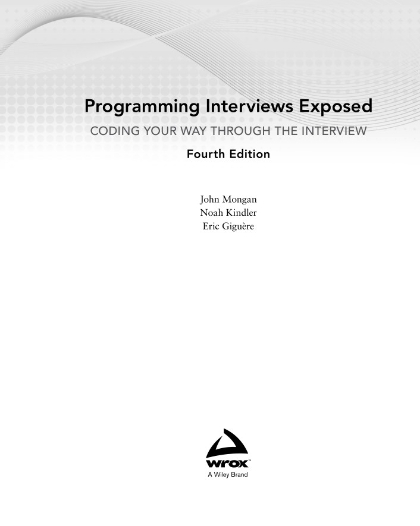 Programming Interviews Exposed
CODING YOUR WAY THROUGH THE INTERVIEW
Fourth Edition
John Mongan
Noah Kindler
Eric Giguère
wrox™
A Wiley Brand